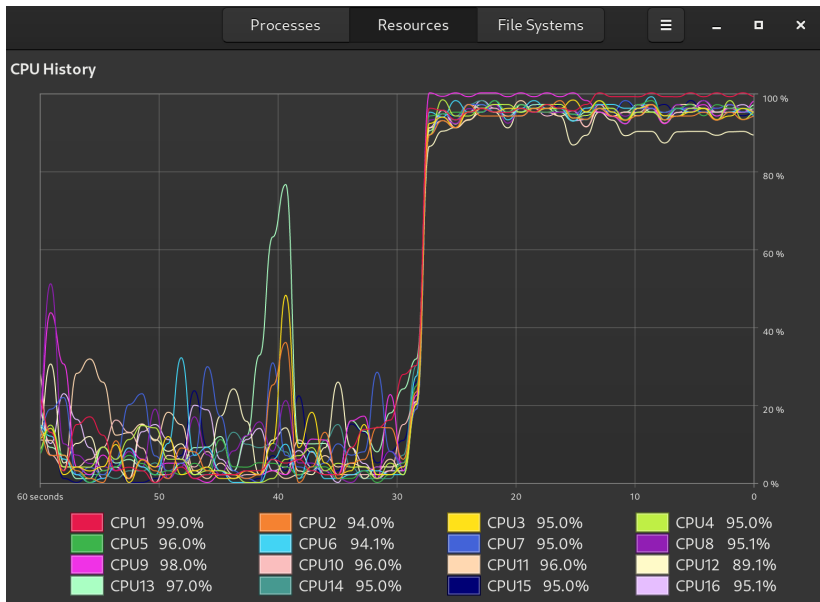 Processes Resources File Systems
CPU History
100 %
80 %
60 %
40 %
20 %
0 %
60 seconds 50 40 30 20 10 0
CPU1 99.0% CPU2 94.0% CPU3 95.0% CPU4 95.0%
CPU5 96.0% CPU6 94.1% CPU7 95.0% CPU8 95.1%
CPU9 98.0% CPU10 96.0% CPU11 96.0% CPU12 89.1%
CPU13 97.0% CPU14 95.0% CPU15 95.0% CPU16 95.1%